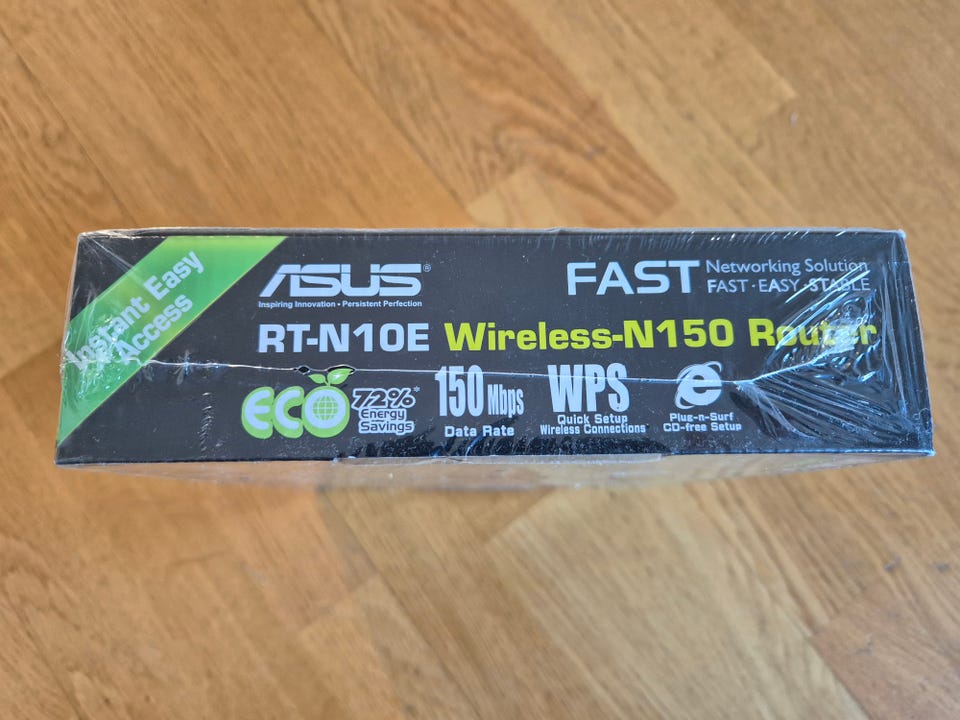 Instant Easy
Access
ASUS®
Inspiring Innovation • Persistent Perfection
FAST Networking Solution
FAST · EASY · STABLE
RT-N10E Wireless-N150 Router
ECO 72%*
Energy
Savings
150 Mbps
Data Rate
WPS
Quick Setup
Wireless Connections
Plug-n-Surf
CD-free Setup